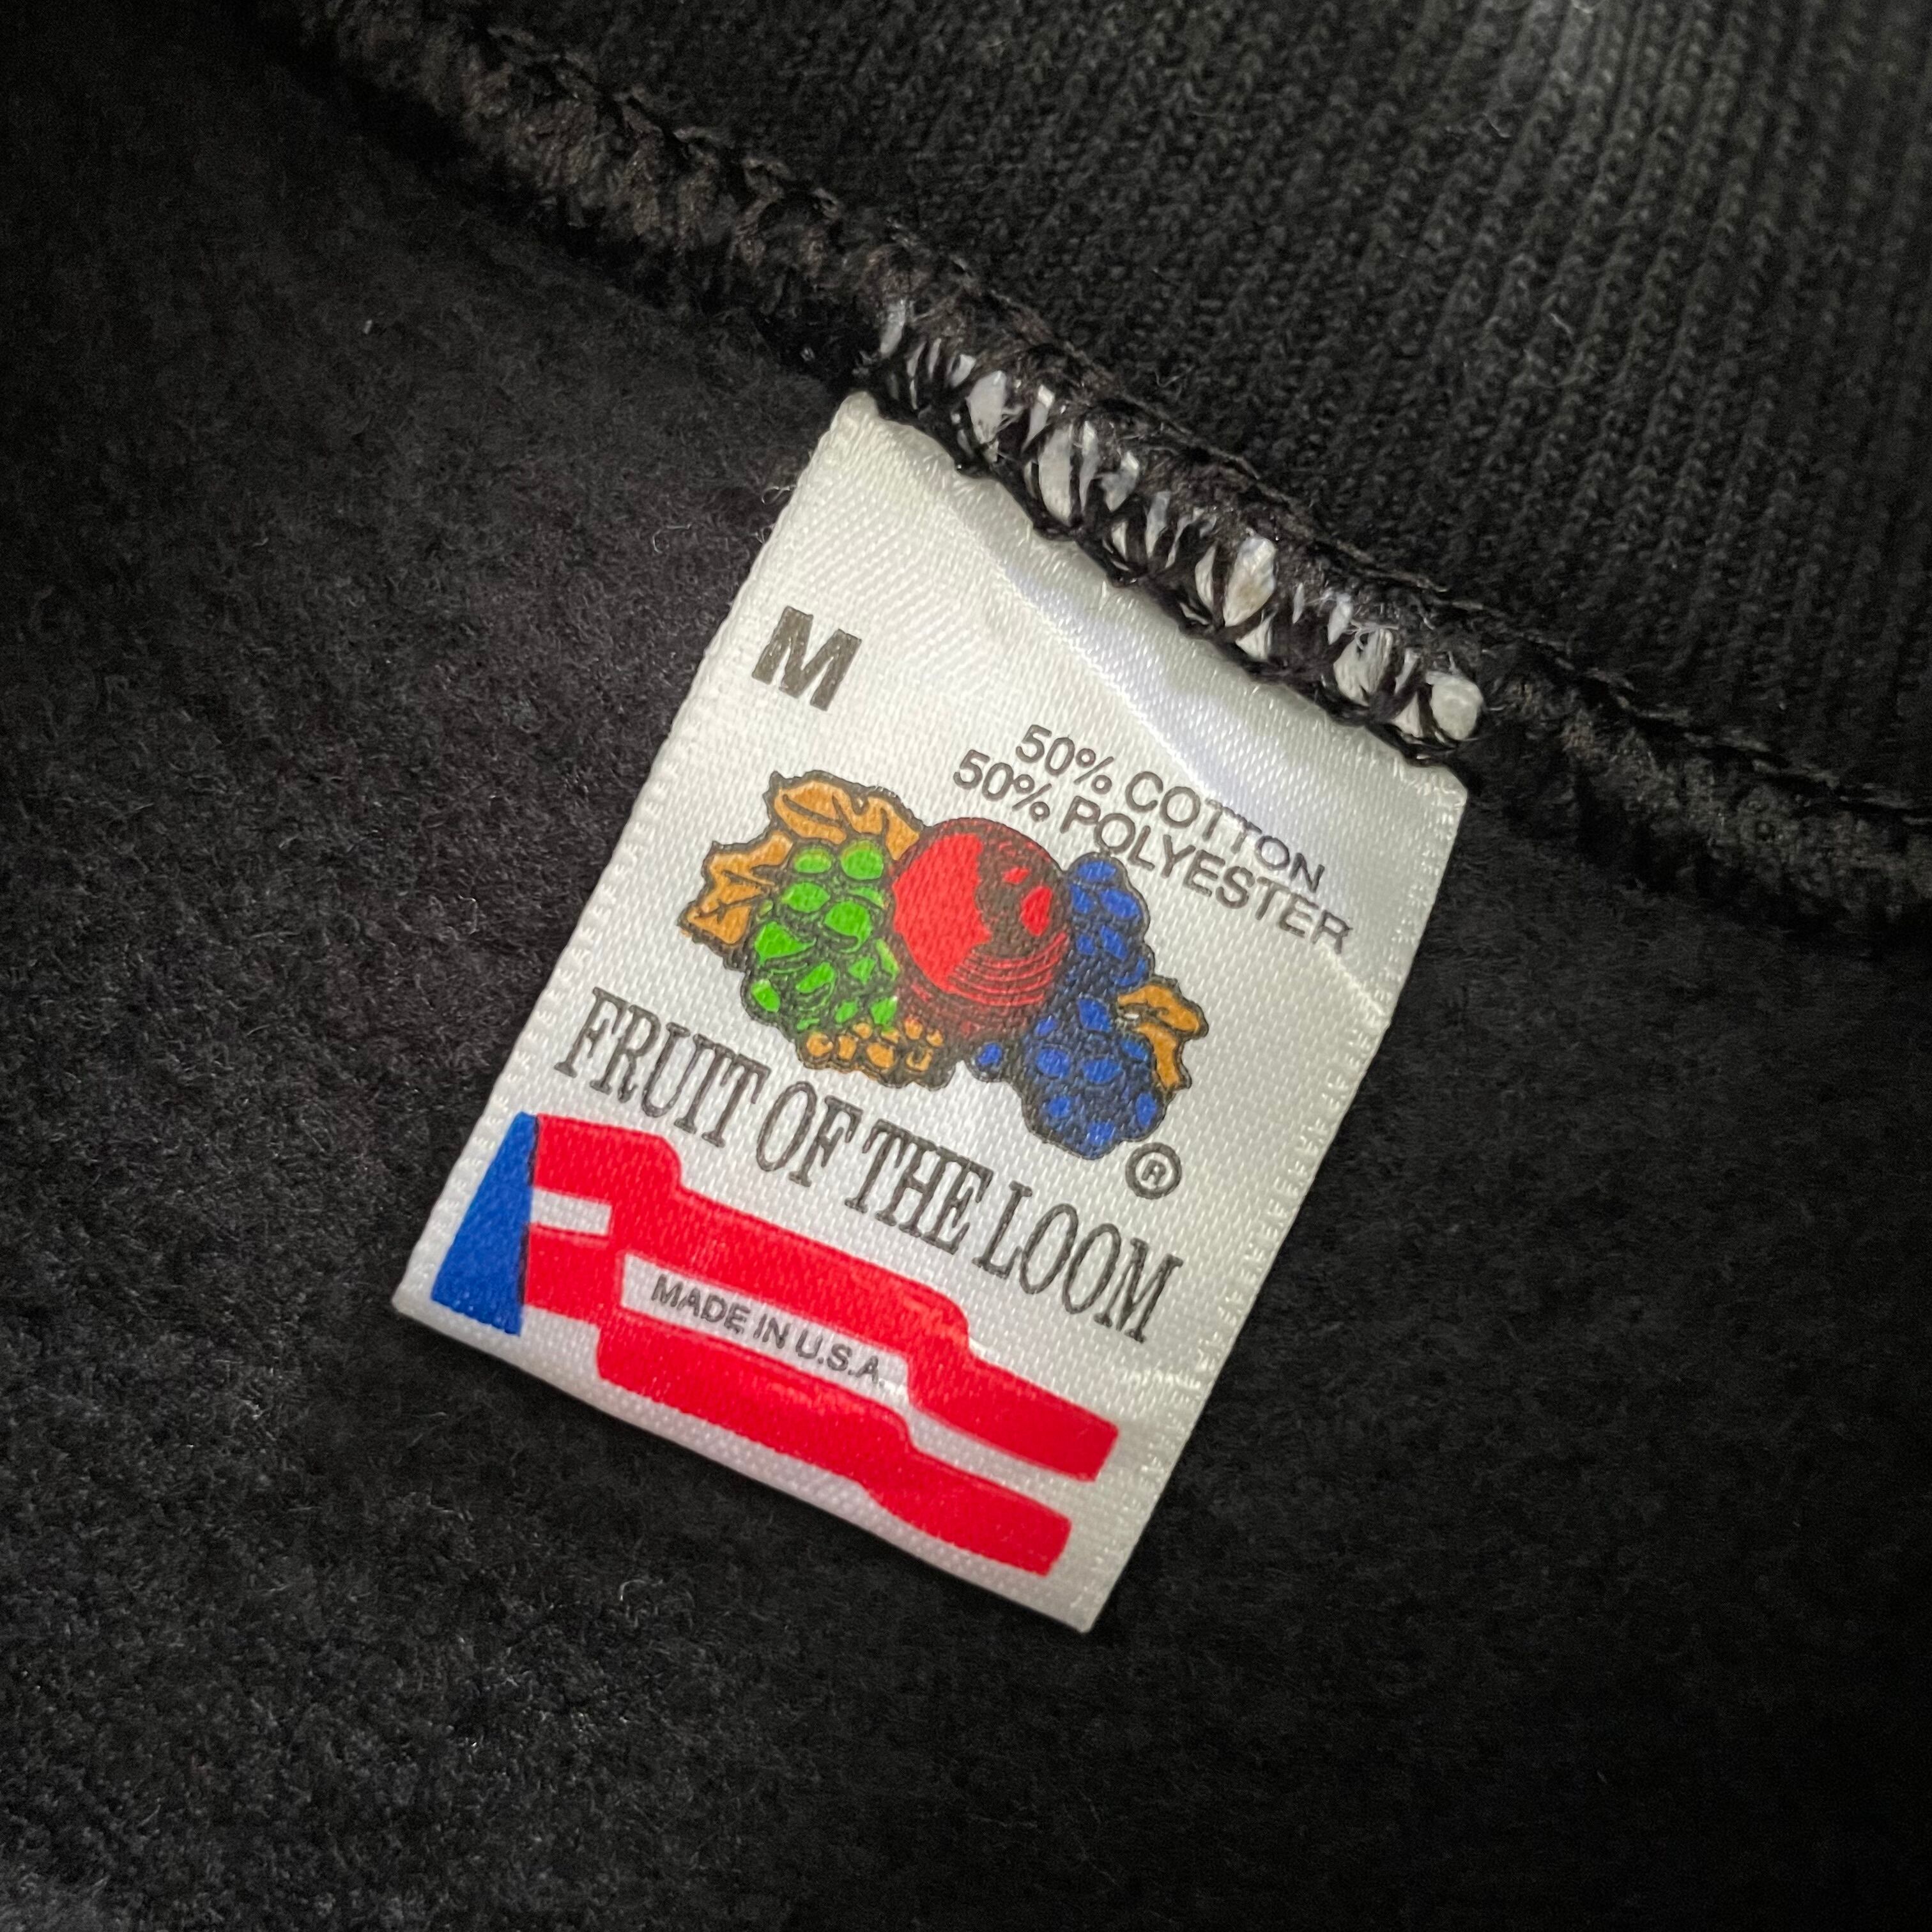 M
50% COTTON
50% POLYESTER
®
FRUIT OF THE LOOM
MADE IN U.S.A.